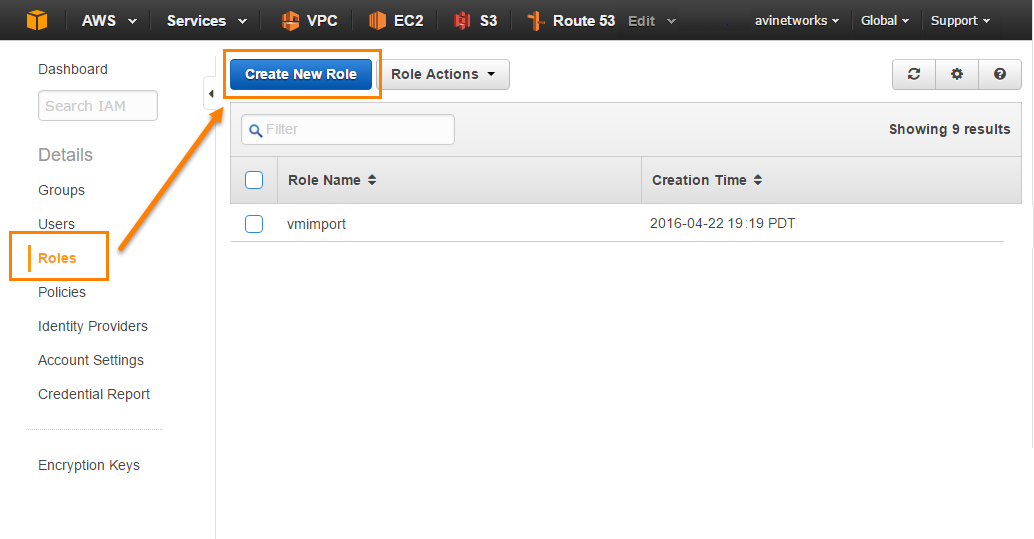 AWS Services VPC EC2 S3 Route 53 Edit avinetworks Global Support
Dashboard
Search IAM
Details
Groups
Users
Roles
Policies
Identity Providers
Account Settings
Credential Report
Encryption Keys
Create New Role Role Actions
Filter
Showing 9 results
Role Name Creation Time
vmimport 2016-04-22 19:19 PDT